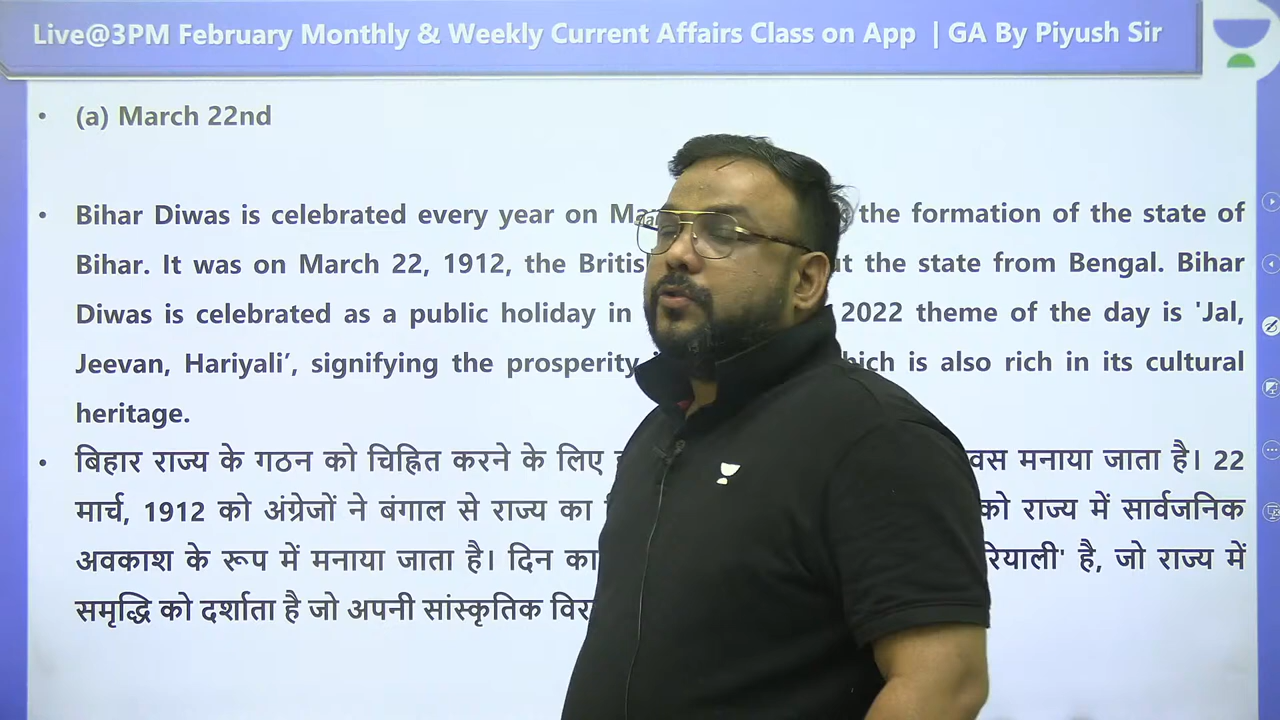 Live@3PM February Monthly & Weekly Current Affairs Class on App | GA By Piyush Sir
• (a) March 22nd
• Bihar Diwas is celebrated every year on the formation of the state of
Bihar. It was on March 22, 1912, the the state from Bengal. Bihar
Diwas is celebrated as a public holiday in 2022 theme of the day is 'Jal,
Jeevan, Hariyali’, signifying the prosperity is also rich in its cultural
heritage.
• बिहार राज्य के गठन को चिह्नित करने के लिए मनाया जाता है। 22
मार्च, 1912 को अंग्रेजों ने बंगाल से राज्य का को राज्य में सार्वजनिक
अवकाश के रूप में मनाया जाता है। दिन का है, जो राज्य में
समृद्धि को दर्शाता है जो अपनी सांस्कृतिक